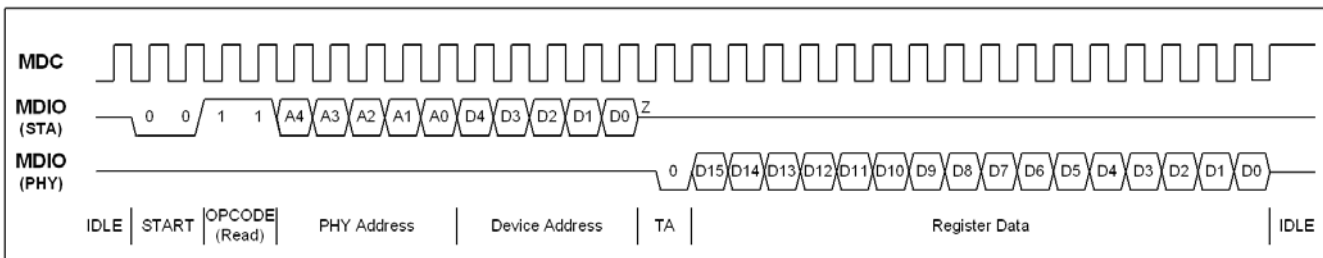 MDC
MDIO (STA) 0 0 1 1 A4 A3 A2 A1 A0 D4 D3 D2 D1 D0 Z
MDIO (PHY) 0 D15 D14 D13 D12 D11 D10 D9 D8 D7 D6 D5 D4 D3 D2 D1 D0
IDLE START OPCODE (Read) PHY Address Device Address TA Register Data IDLE